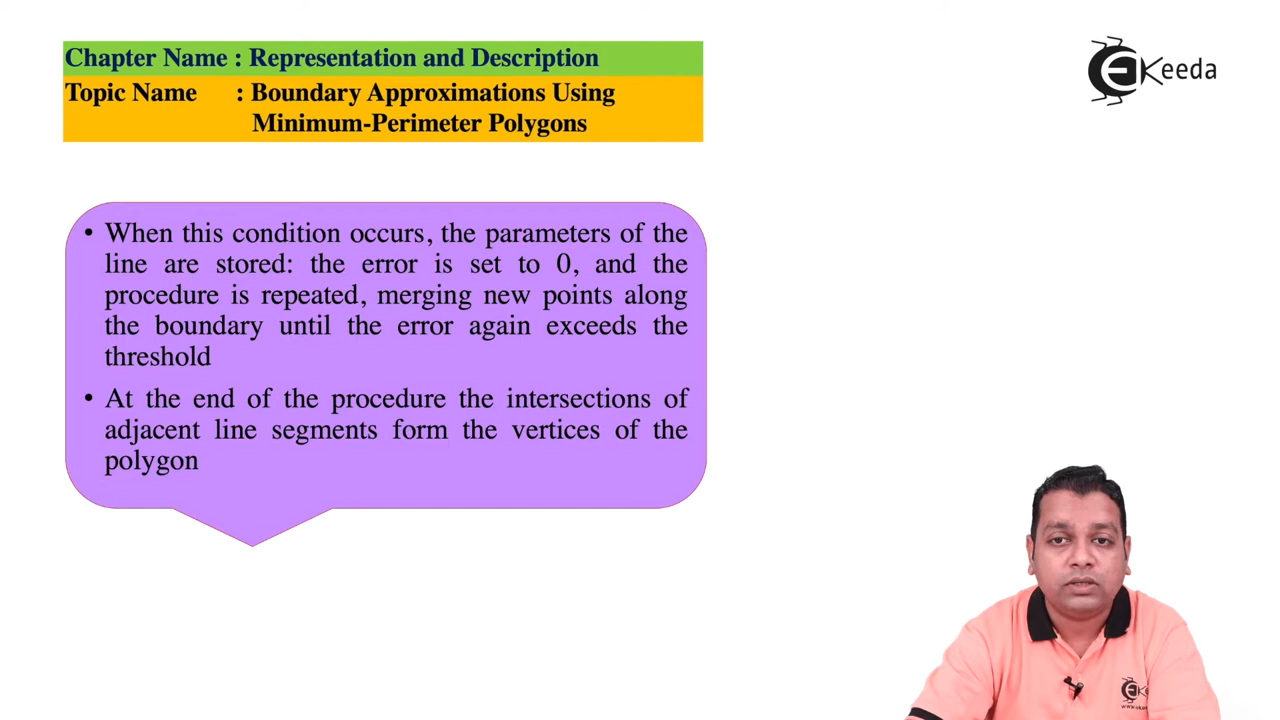 Chapter Name : Representation and Description
Topic Name : Boundary Approximations Using
Minimum-Perimeter Polygons
EKeeda
• When this condition occurs, the parameters of the
line are stored: the error is set to 0, and the
procedure is repeated, merging new points along
the boundary until the error again exceeds the
threshold
• At the end of the procedure the intersections of
adjacent line segments form the vertices of the
polygon